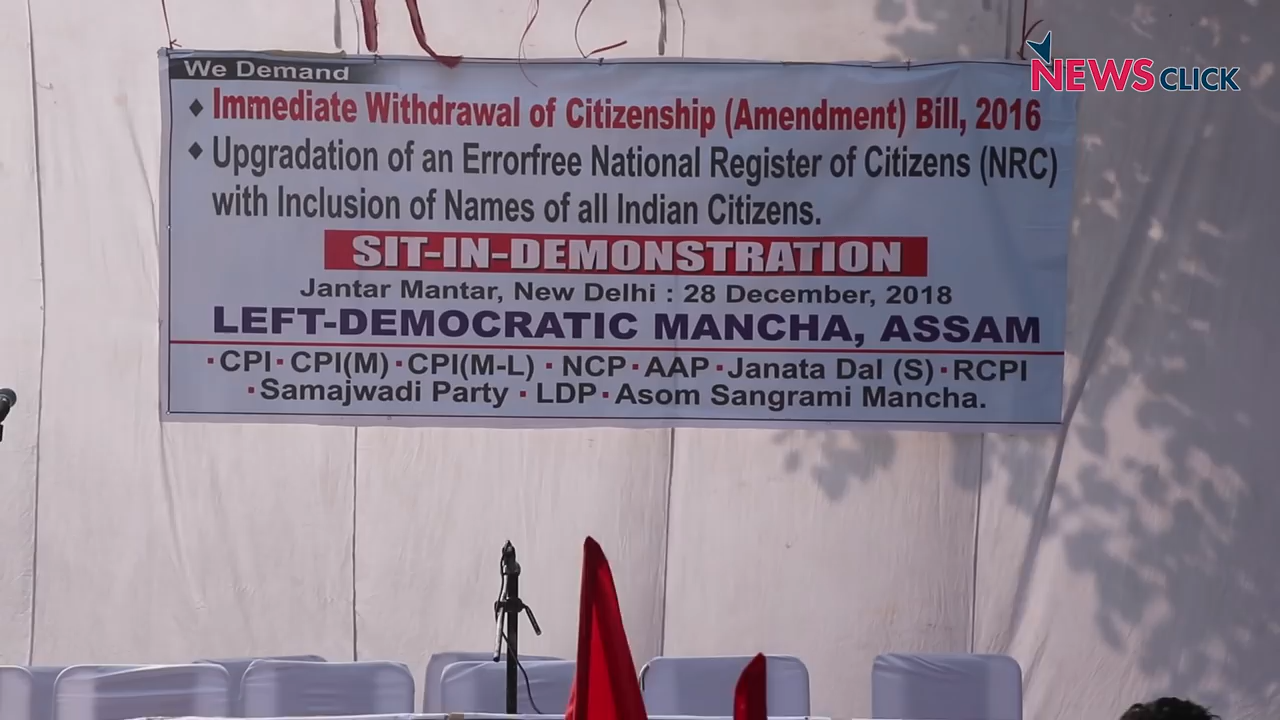 We Demand
NEWSCLICK
♦ Immediate Withdrawal of Citizenship (Amendment) Bill, 2016
♦ Upgradation of an Errorfree National Register of Citizens (NRC)
with Inclusion of Names of all Indian Citizens.
SIT-IN-DEMONSTRATION
Jantar Mantar, New Delhi : 28 December, 2018
LEFT-DEMOCRATIC MANCHA, ASSAM
▪CPI▪CPI(M)▪CPI(M-L) ▪ NCP▪AAP▪Janata Dal (S)▪RCPI
▪Samajwadi Party ▪ LDP▪Asom Sangrami Mancha.